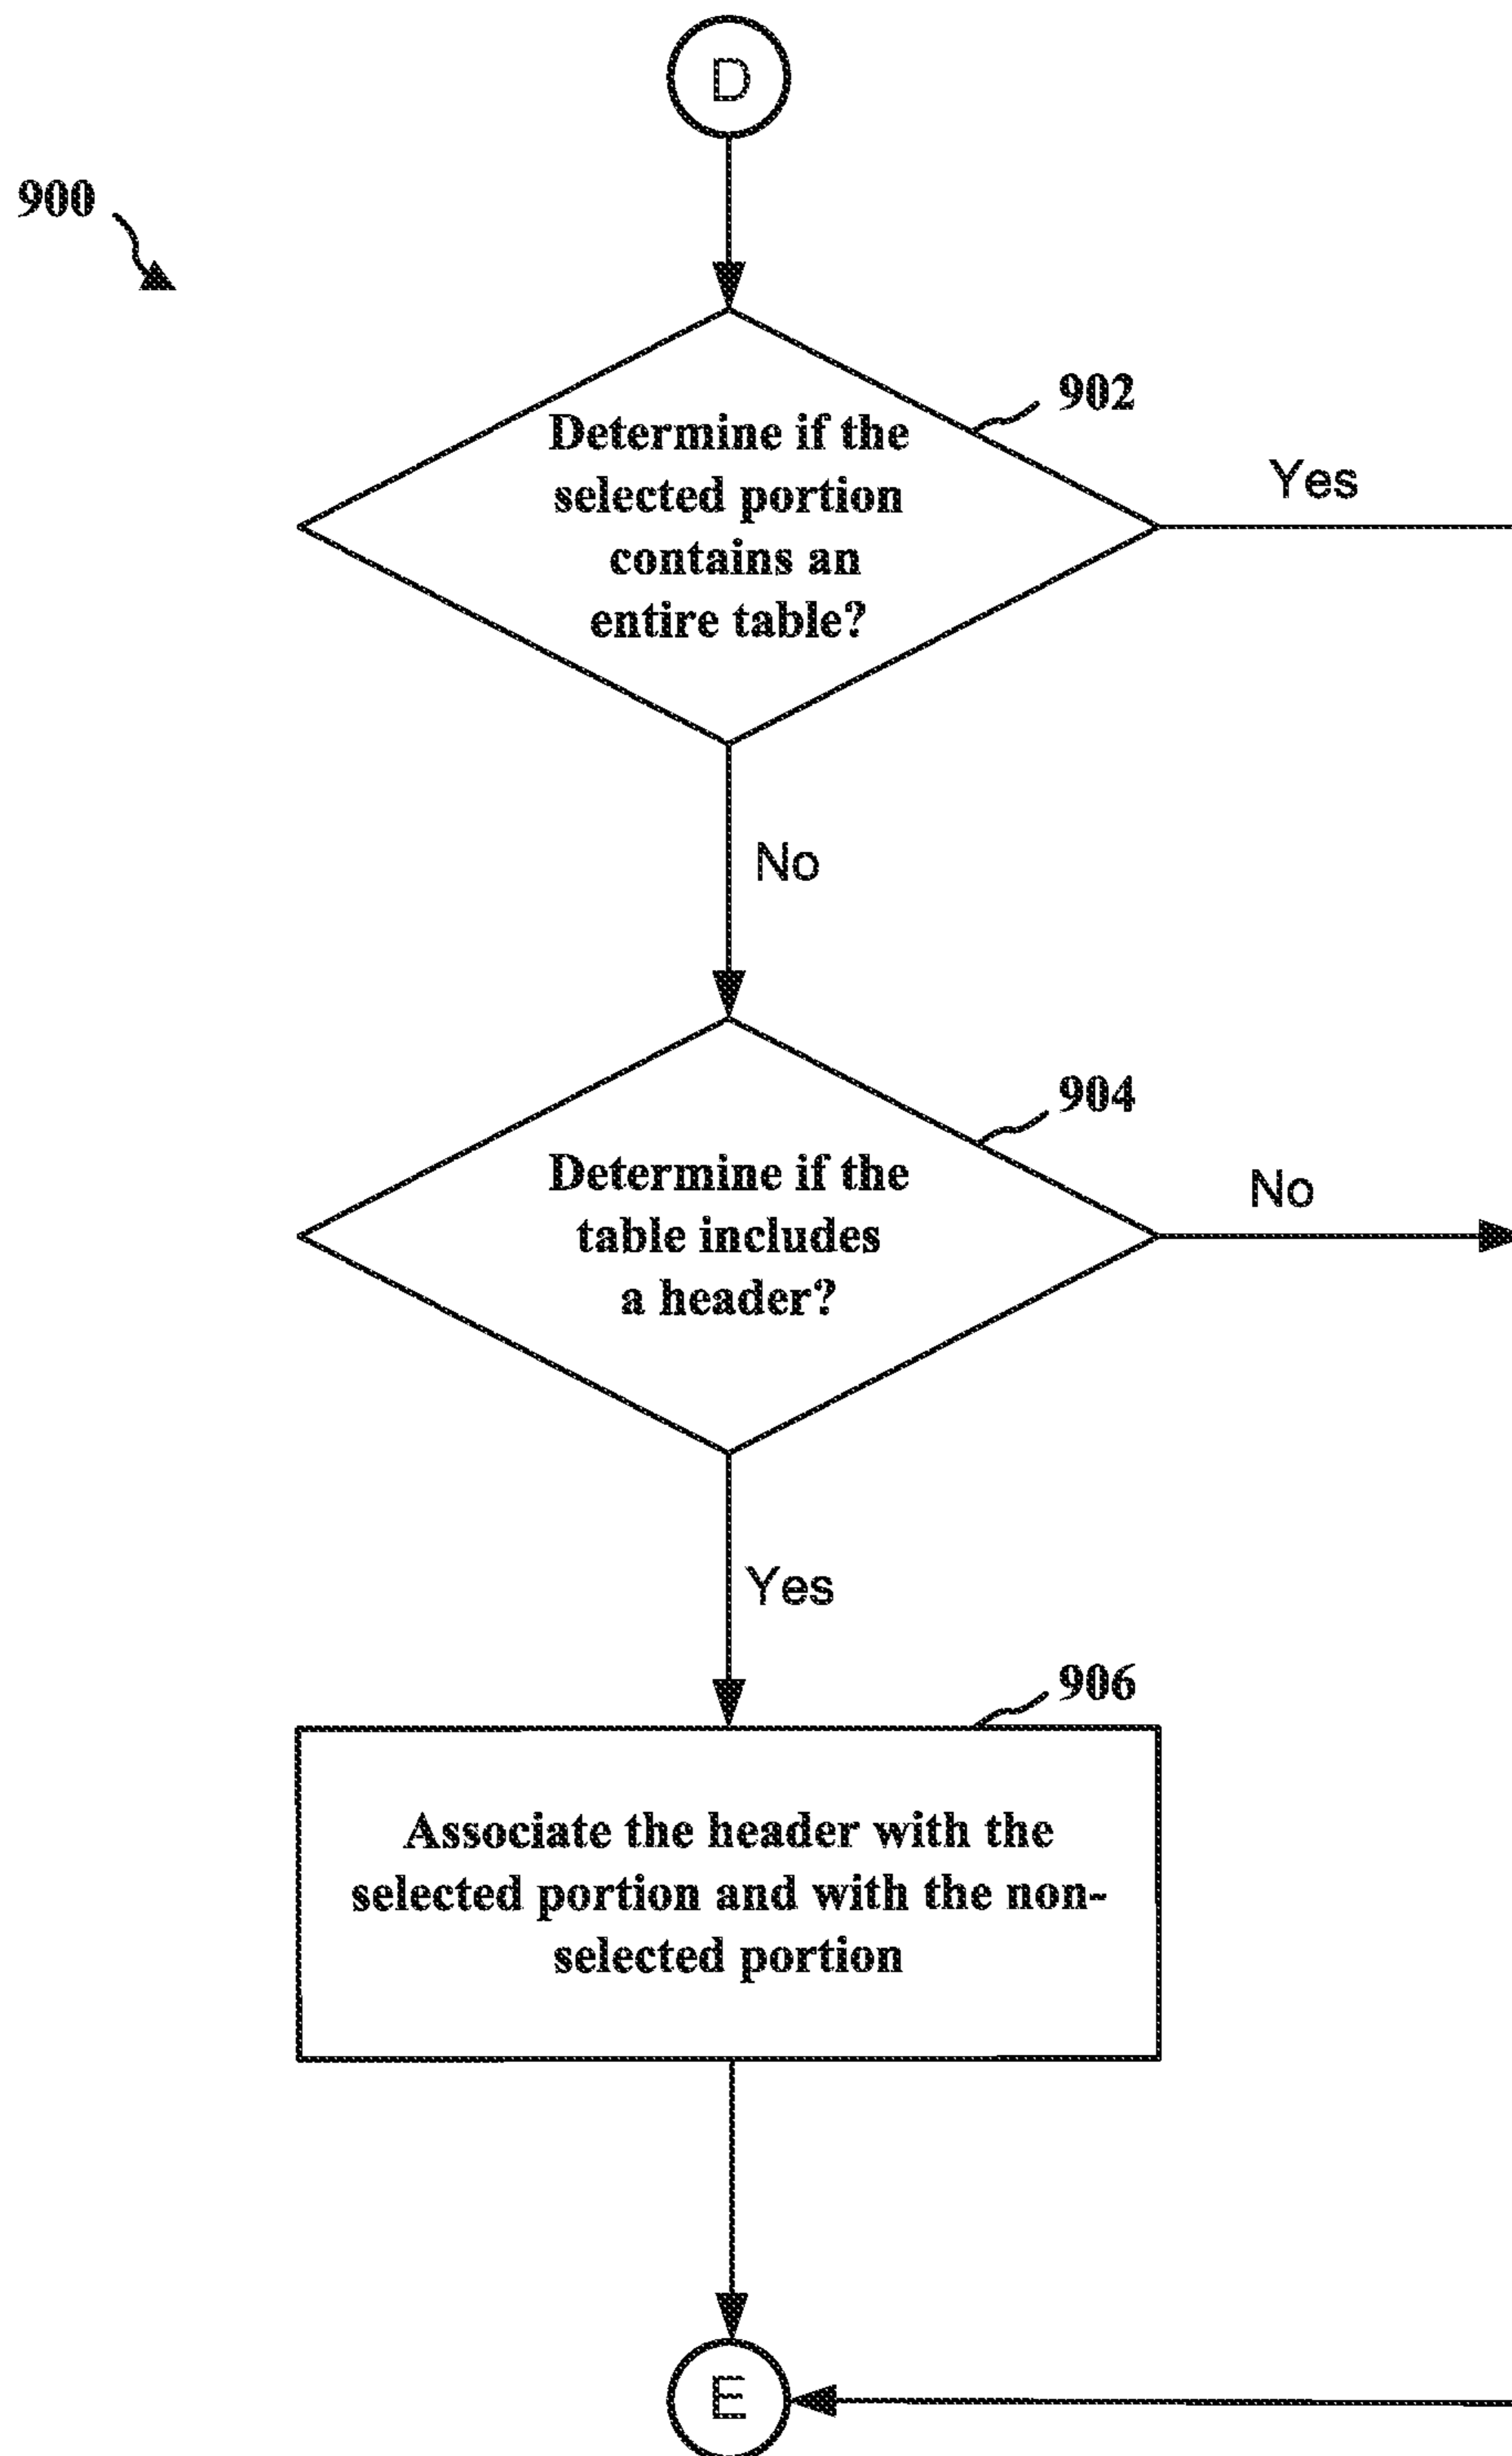 D
900
902
Determine if the
selected portion
contains an
entire table?
Yes
No
904
Determine if the
table includes
a header?
No
Yes
906
Associate the header with the
selected portion and with the non-
selected portion
E